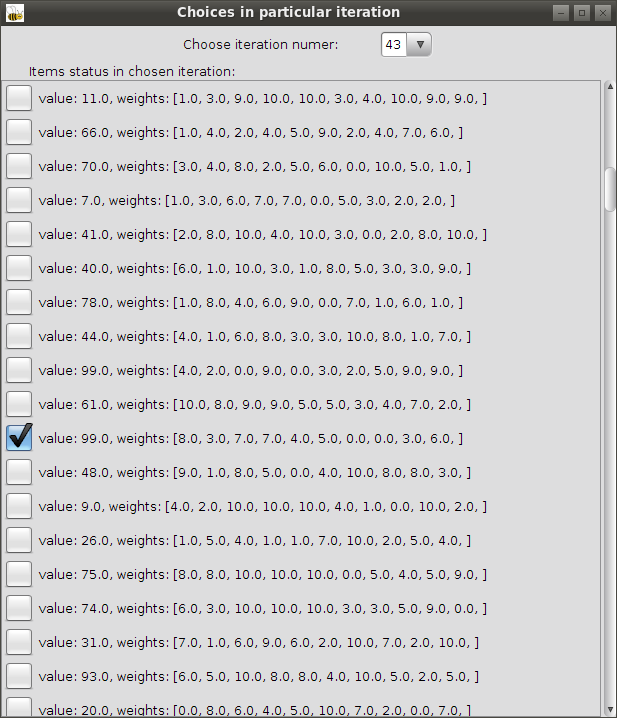 Choices in particular iteration
Choose iteration numer: 43
Items status in chosen iteration:
value: 11.0, weights: [1.0, 3.0, 9.0, 10.0, 10.0, 3.0, 4.0, 10.0, 9.0, 9.0, ]
value: 66.0, weights: [1.0, 4.0, 2.0, 4.0, 5.0, 9.0, 2.0, 4.0, 7.0, 6.0, ]
value: 70.0, weights: [3.0, 4.0, 8.0, 2.0, 5.0, 6.0, 0.0, 10.0, 5.0, 1.0, ]
value: 7.0, weights: [1.0, 3.0, 6.0, 7.0, 7.0, 0.0, 5.0, 3.0, 2.0, 2.0, ]
value: 41.0, weights: [2.0, 8.0, 10.0, 4.0, 10.0, 3.0, 0.0, 2.0, 8.0, 10.0, ]
value: 40.0, weights: [6.0, 1.0, 10.0, 3.0, 1.0, 8.0, 5.0, 3.0, 3.0, 9.0, ]
value: 78.0, weights: [1.0, 8.0, 4.0, 6.0, 9.0, 0.0, 7.0, 1.0, 6.0, 1.0, ]
value: 44.0, weights: [4.0, 1.0, 6.0, 8.0, 3.0, 3.0, 10.0, 8.0, 1.0, 7.0, ]
value: 99.0, weights: [4.0, 2.0, 0.0, 9.0, 0.0, 3.0, 2.0, 5.0, 9.0, 9.0, ]
value: 61.0, weights: [10.0, 8.0, 9.0, 9.0, 5.0, 5.0, 3.0, 4.0, 7.0, 2.0, ]
value: 99.0, weights: [8.0, 3.0, 7.0, 7.0, 4.0, 5.0, 0.0, 0.0, 3.0, 6.0, ]
value: 48.0, weights: [9.0, 1.0, 8.0, 5.0, 0.0, 4.0, 10.0, 8.0, 8.0, 3.0, ]
value: 9.0, weights: [4.0, 2.0, 10.0, 10.0, 10.0, 4.0, 1.0, 0.0, 10.0, 2.0, ]
value: 26.0, weights: [1.0, 5.0, 4.0, 1.0, 1.0, 7.0, 10.0, 2.0, 5.0, 4.0, ]
value: 75.0, weights: [8.0, 8.0, 10.0, 10.0, 10.0, 0.0, 5.0, 4.0, 5.0, 9.0, ]
value: 74.0, weights: [6.0, 3.0, 10.0, 10.0, 10.0, 3.0, 3.0, 5.0, 9.0, 0.0, ]
value: 31.0, weights: [7.0, 1.0, 6.0, 9.0, 6.0, 2.0, 10.0, 7.0, 2.0, 10.0, ]
value: 93.0, weights: [6.0, 5.0, 10.0, 8.0, 8.0, 4.0, 10.0, 5.0, 2.0, 5.0, ]
value: 20.0, weights: [0.0, 8.0, 6.0, 4.0, 5.0, 10.0, 7.0, 2.0, 0.0, 7.0, ]